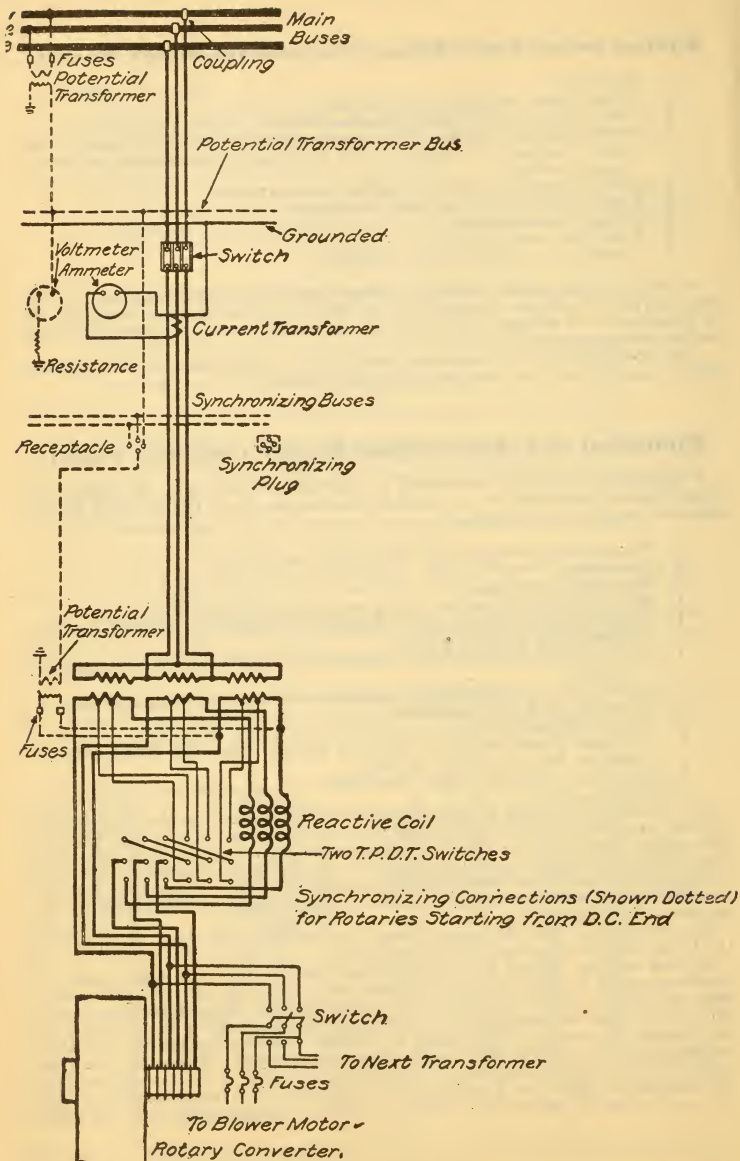 1
2
3
Main
Buses
Coupling
Fuses
Potential
Transformer
Potential Transformer Bus.
Grounded.
Voltmeter
Ammeter
Switch
Current Transformer
Resistance
Synchronizing Buses
Receptacle
Synchronizing
Plug
Potential
Transformer
Fuses
Reactive Coil
Two T.P.D.T. Switches
Synchronizing Connections (Shown Dotted)
for Rotaries Starting from D.C. End
Switch
To Next Transformer
Fuses
To Blower Motor
Rotary Converter.